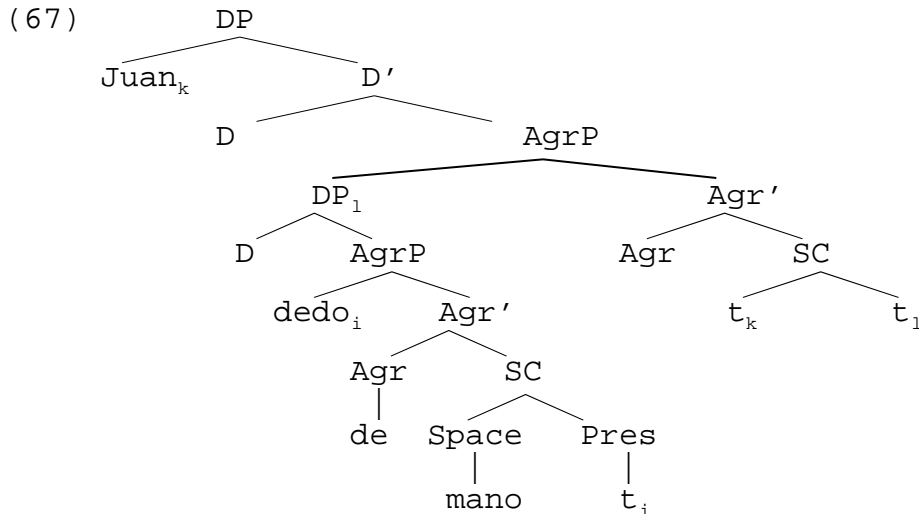 (67) DP
Juanₖ D’
D AgrP
DPₗ Agr’
D AgrP Agr SC
dedoᵢ Agr’ tₖ tₗ
Agr SC
de Space Pres
mano tᵢ